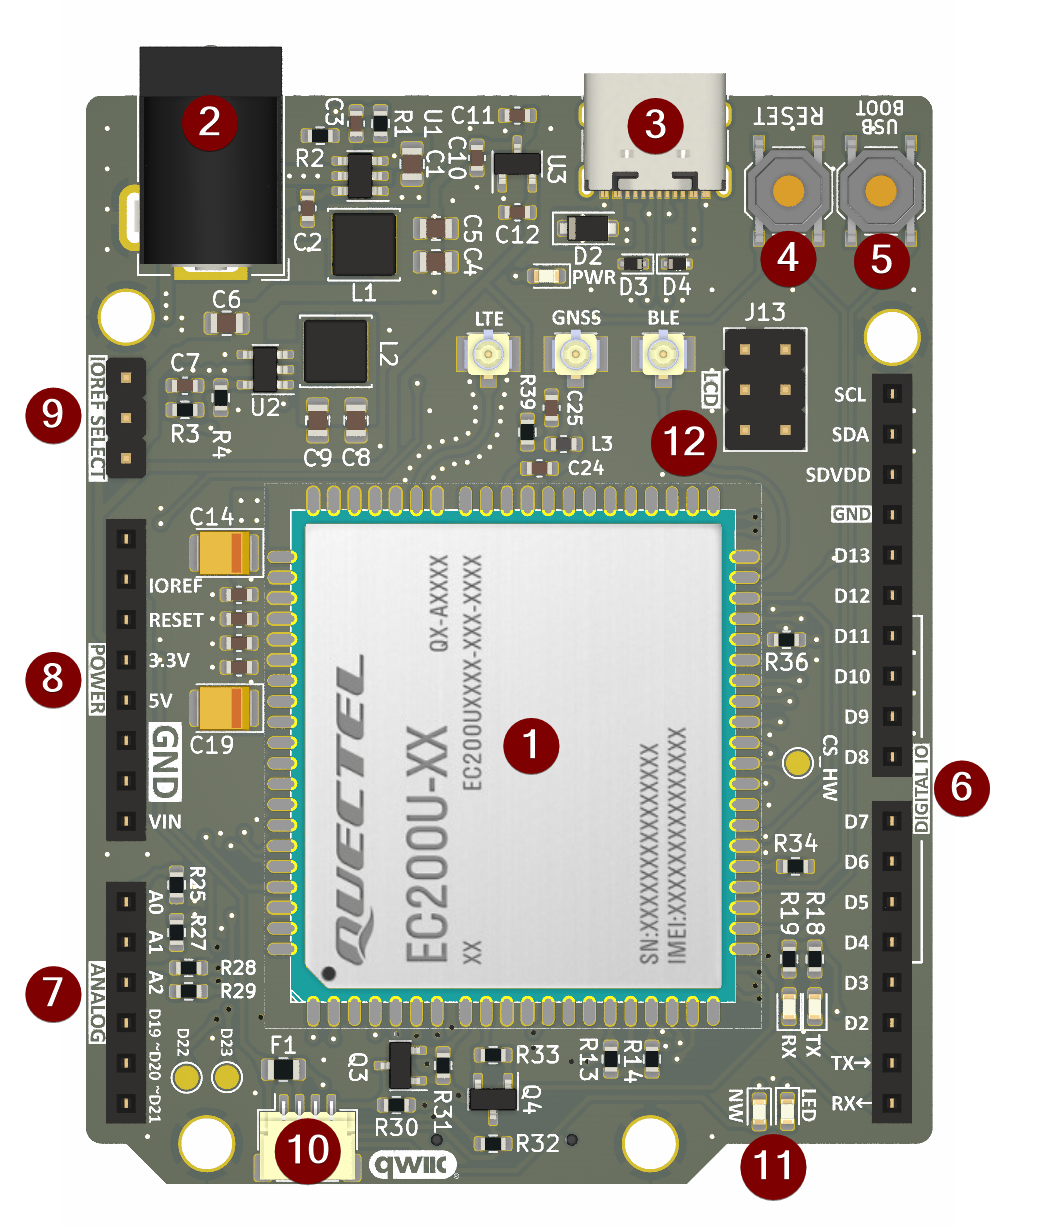 2
3
RESET
USB
BOOT
4
5
C3
R1
U1
C11
R2
C1
C10
U3
C2
C5
C4
C12
D2
PWR
D3
D4
L1
C6
LTE
GNSS
BLE
J13
LCD
12
9
IOREF SELECT
C7
R3
R4
U2
L2
C9
C8
R39
C25
L3
C24
SCL
SDA
SDVDD
GND
D13
D12
D11
D10
D9
D8
DIGITAL IO
6
D7
D6
D5
D4
D3
D2
TX→
RX←
C14
IOREF
RESET
3.3V
5V
GND
VIN
8
POWER
C19
1
QUECTEL
EC200U-XX
XX
QX-AXXXX
EC200UXXXX-XXX-XXXX
SN:XXXXXXXXXXXXXXX
IMEI:XXXXXXXXXXXXXXX
R36
CS_HW
R34
R19
R18
RX
TX
7
ANALOG
A0
A1
A2
D19
~D20
~D21
R25
R27
R28
R29
D22
D23
F1
Q3
R31
R30
R33
Q4
R32
R13
R14
NW
LED
10
qwiic
11